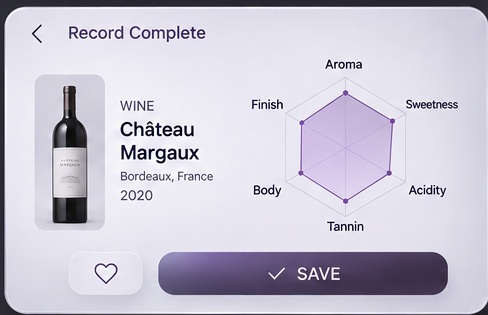 Record Complete
WINE
Château
Margaux
Bordeaux, France
2020
Aroma
Sweetness
Acidity
Tannin
Body
Finish
SAVE